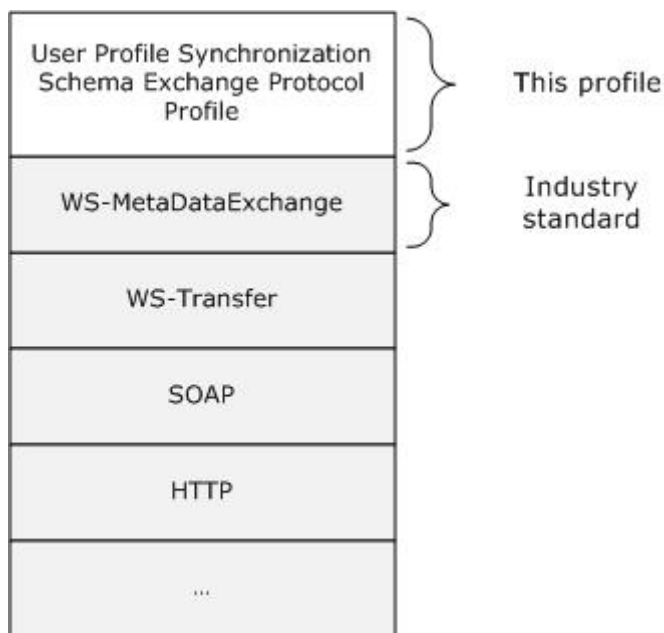 User Profile Synchronization
Schema Exchange Protocol
Profile
This profile
WS-MetaDataExchange
Industry
standard
WS-Transfer
SOAP
HTTP
...